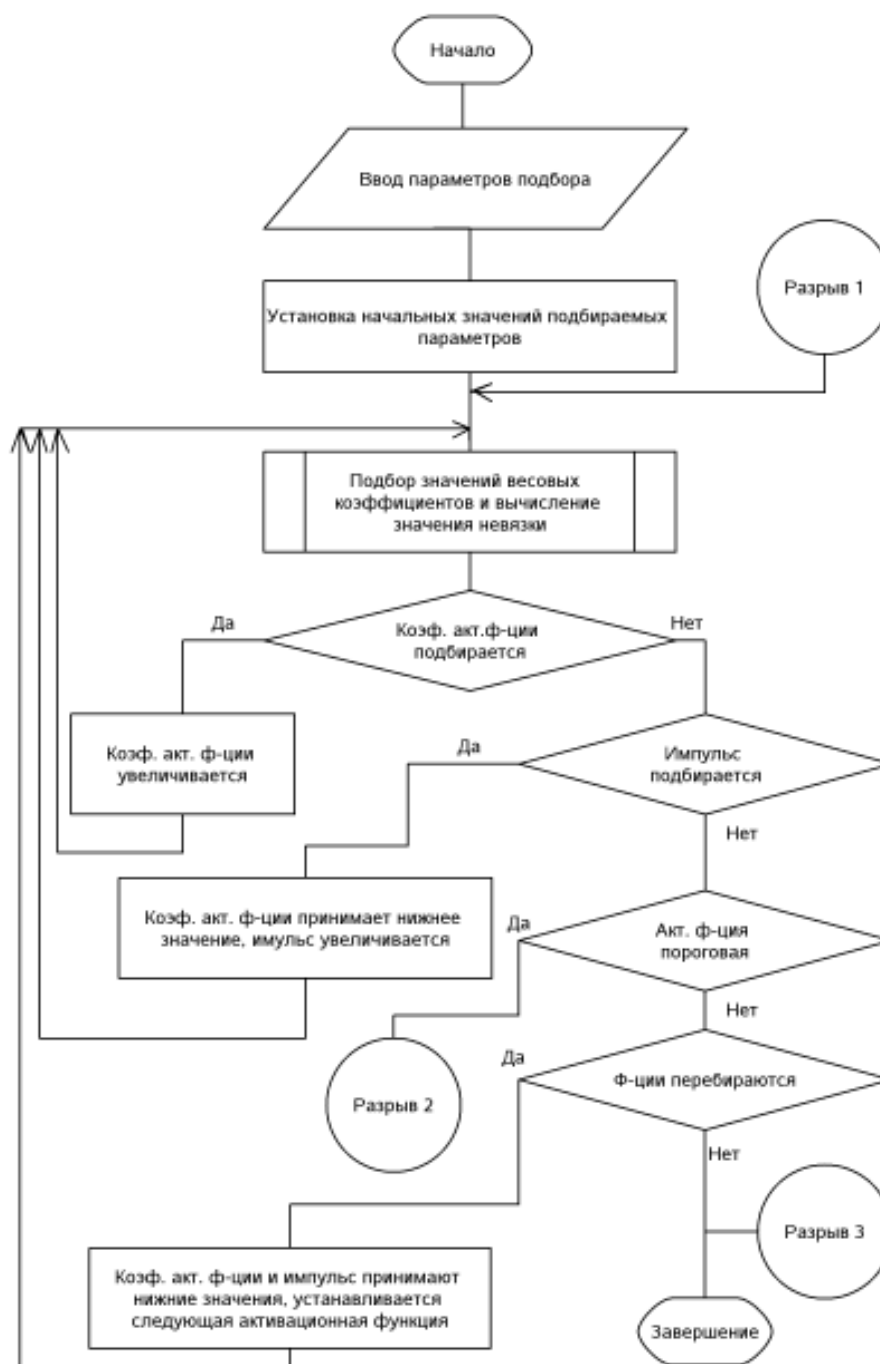 Начало
Ввод параметров подбора
Разрыв 1
Установка начальных значений подбираемых
параметров
Подбор значений весовых
коэффициентов и вычисление
значения невязки
Да
Коэф. акт.ф-ции
подбирается
Нет
Коэф. акт. ф-ции
увеличивается
Да
Импульс
подбирается
Нет
Коэф. акт. ф-ции принимает нижнее
значение, имульс увеличивается
Да
Акт. ф-ция
пороговая
Нет
Разрыв 2
Да
Ф-ции перебираются
Нет
Разрыв 3
Коэф. акт. ф-ции и импульс принимают
нижние значения, устанавливается
следующая активационная функция
Завершение